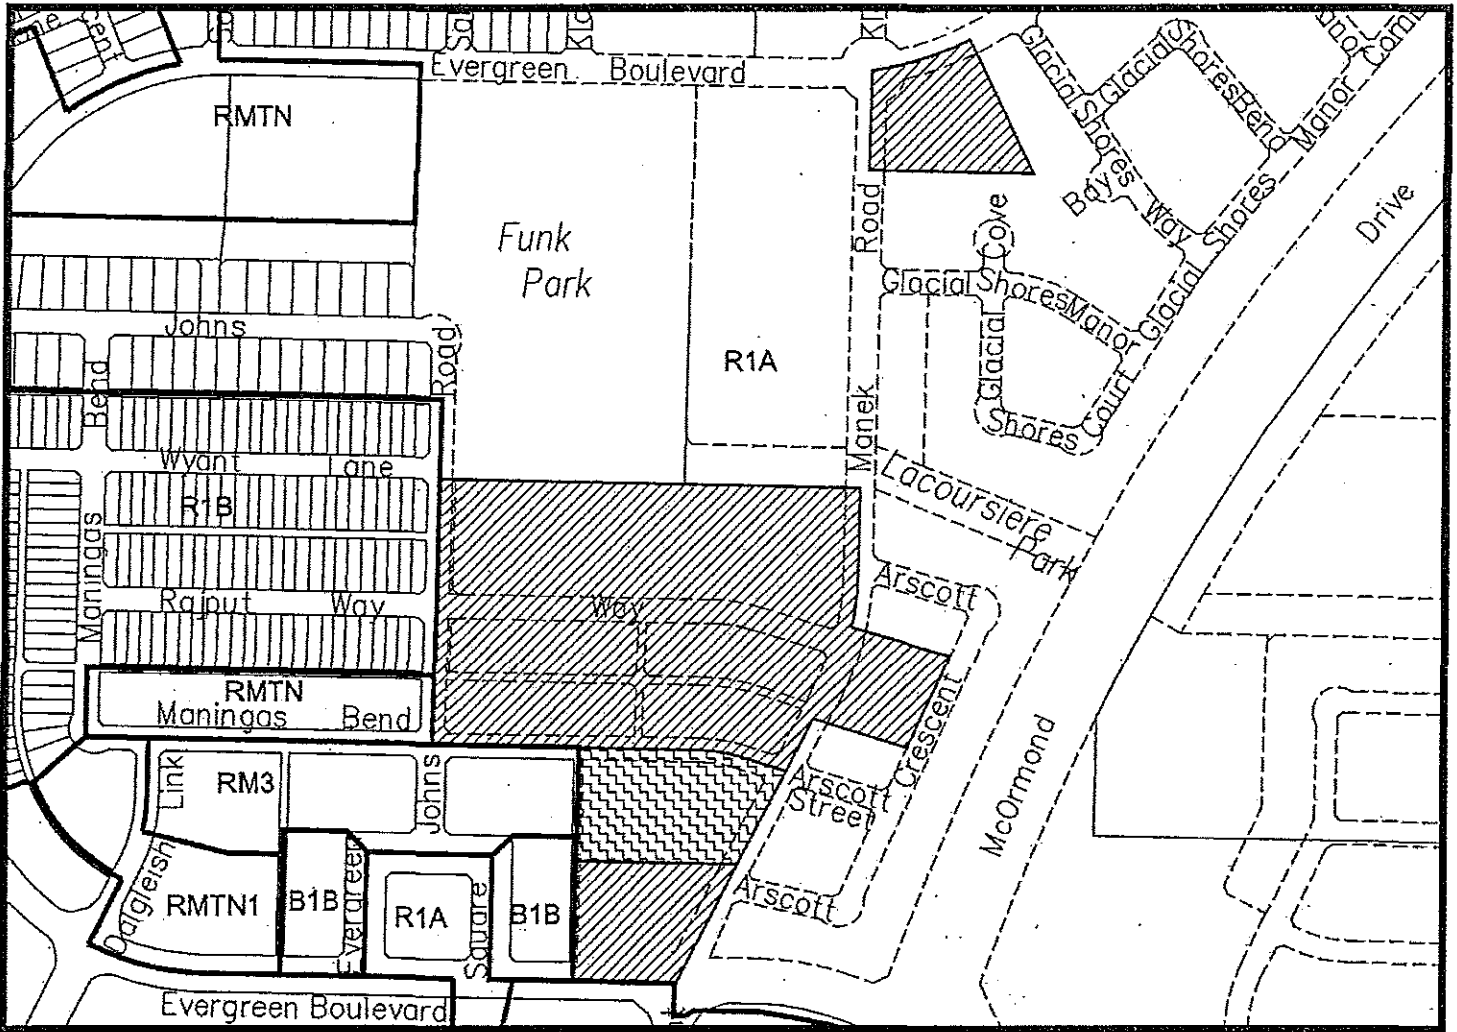 Evergreen Boulevard
RMTN
Funk
Park
R1A
Johns
Road
Bend
Wyant Lane
R1B
Maningas
Rajput Way
RMTN
Maningas Bend
Link
RM3
Johns
Dalgleish
RMTN1
B1B
Evergreen
R1A
Square
B1B
Evergreen Boulevard
Way
Manek
Road
Glacial Shores Manor
Glacial
Shores
Court
Cove
Glacial
Shores
Way
Bay
Glacial
Shores
Bend
Glacial
Shores
Manor
Lacoursiere
Park
Arscott
Crescent
Arscott
Street
Arscott
McOrmond
Drive